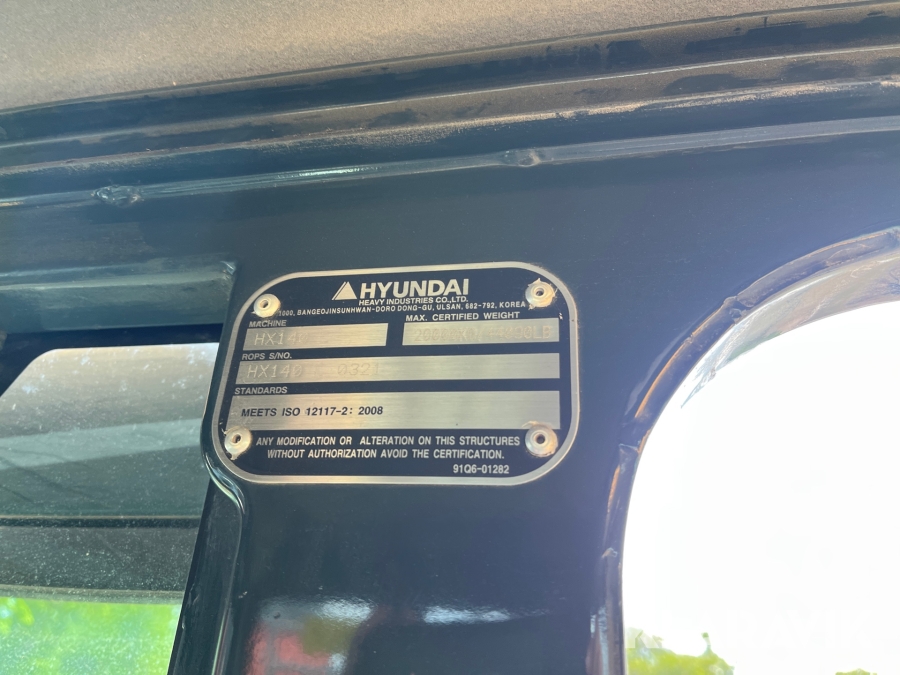 HYUNDAI
HEAVY INDUSTRIES CO.,LTD.
1000, BANGEOJINSUNHWAN-DORO DONG-GU, ULSAN, 682-792, KOREA
MACHINE
MAX. CERTIFIED WEIGHT
ROPS S/NO.
HX140 0321
STANDARDS
MEETS ISO 12117-2: 2008
ANY MODIFICATION OR ALTERATION ON THIS STRUCTURES
WITHOUT AUTHORIZATION AVOID THE CERTIFICATION.
91Q6-01282